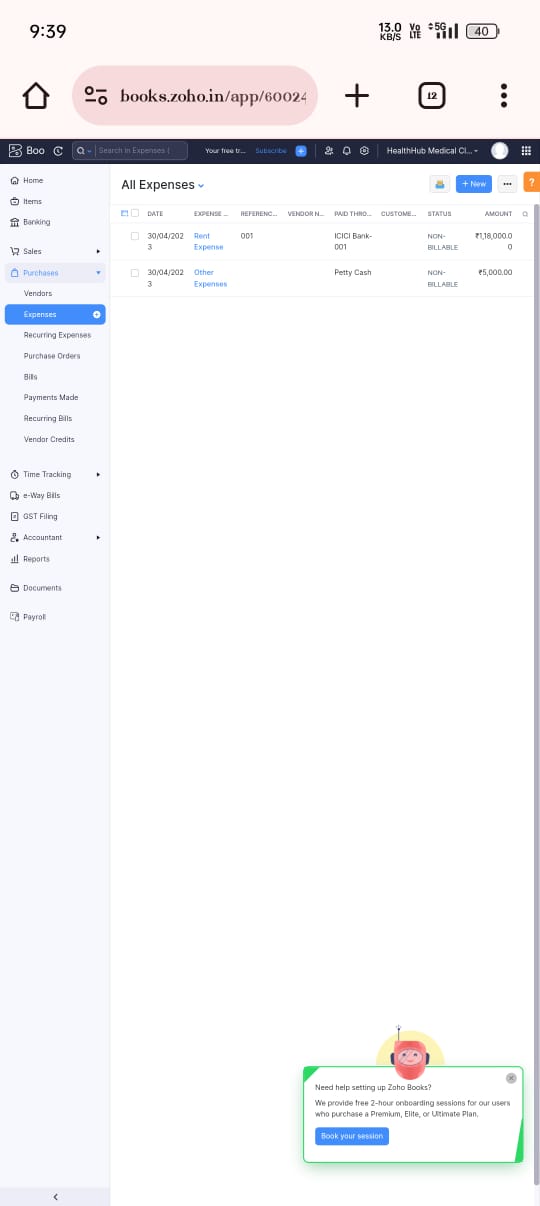 9:39
13.0 KB/S Vo LTE 5G 40
books.zoho.in/app/60024
12
Boo
Search in Expenses (
Your free tr... Subscribe
HealthHub Medical Cl...
Home
Items
Banking
Sales
Purchases
Vendors
Expenses
Recurring Expenses
Purchase Orders
Bills
Payments Made
Recurring Bills
Vendor Credits
Time Tracking
e-Way Bills
GST Filing
Accountant
Reports
Documents
Payroll
All Expenses
+ New
?
DATE EXPENSE ... REFERENC... VENDOR N... PAID THRO... CUSTOME... STATUS AMOUNT
30/04/202 Rent 001 ICICI Bank- NON- ₹1,18,000.0
3 Expense 001 BILLABLE 0
30/04/202 Other Petty Cash NON- ₹5,000.00
3 Expenses BILLABLE
Need help setting up Zoho Books?
We provide free 2-hour onboarding sessions for our users
who purchase a Premium, Elite, or Ultimate Plan.
Book your session